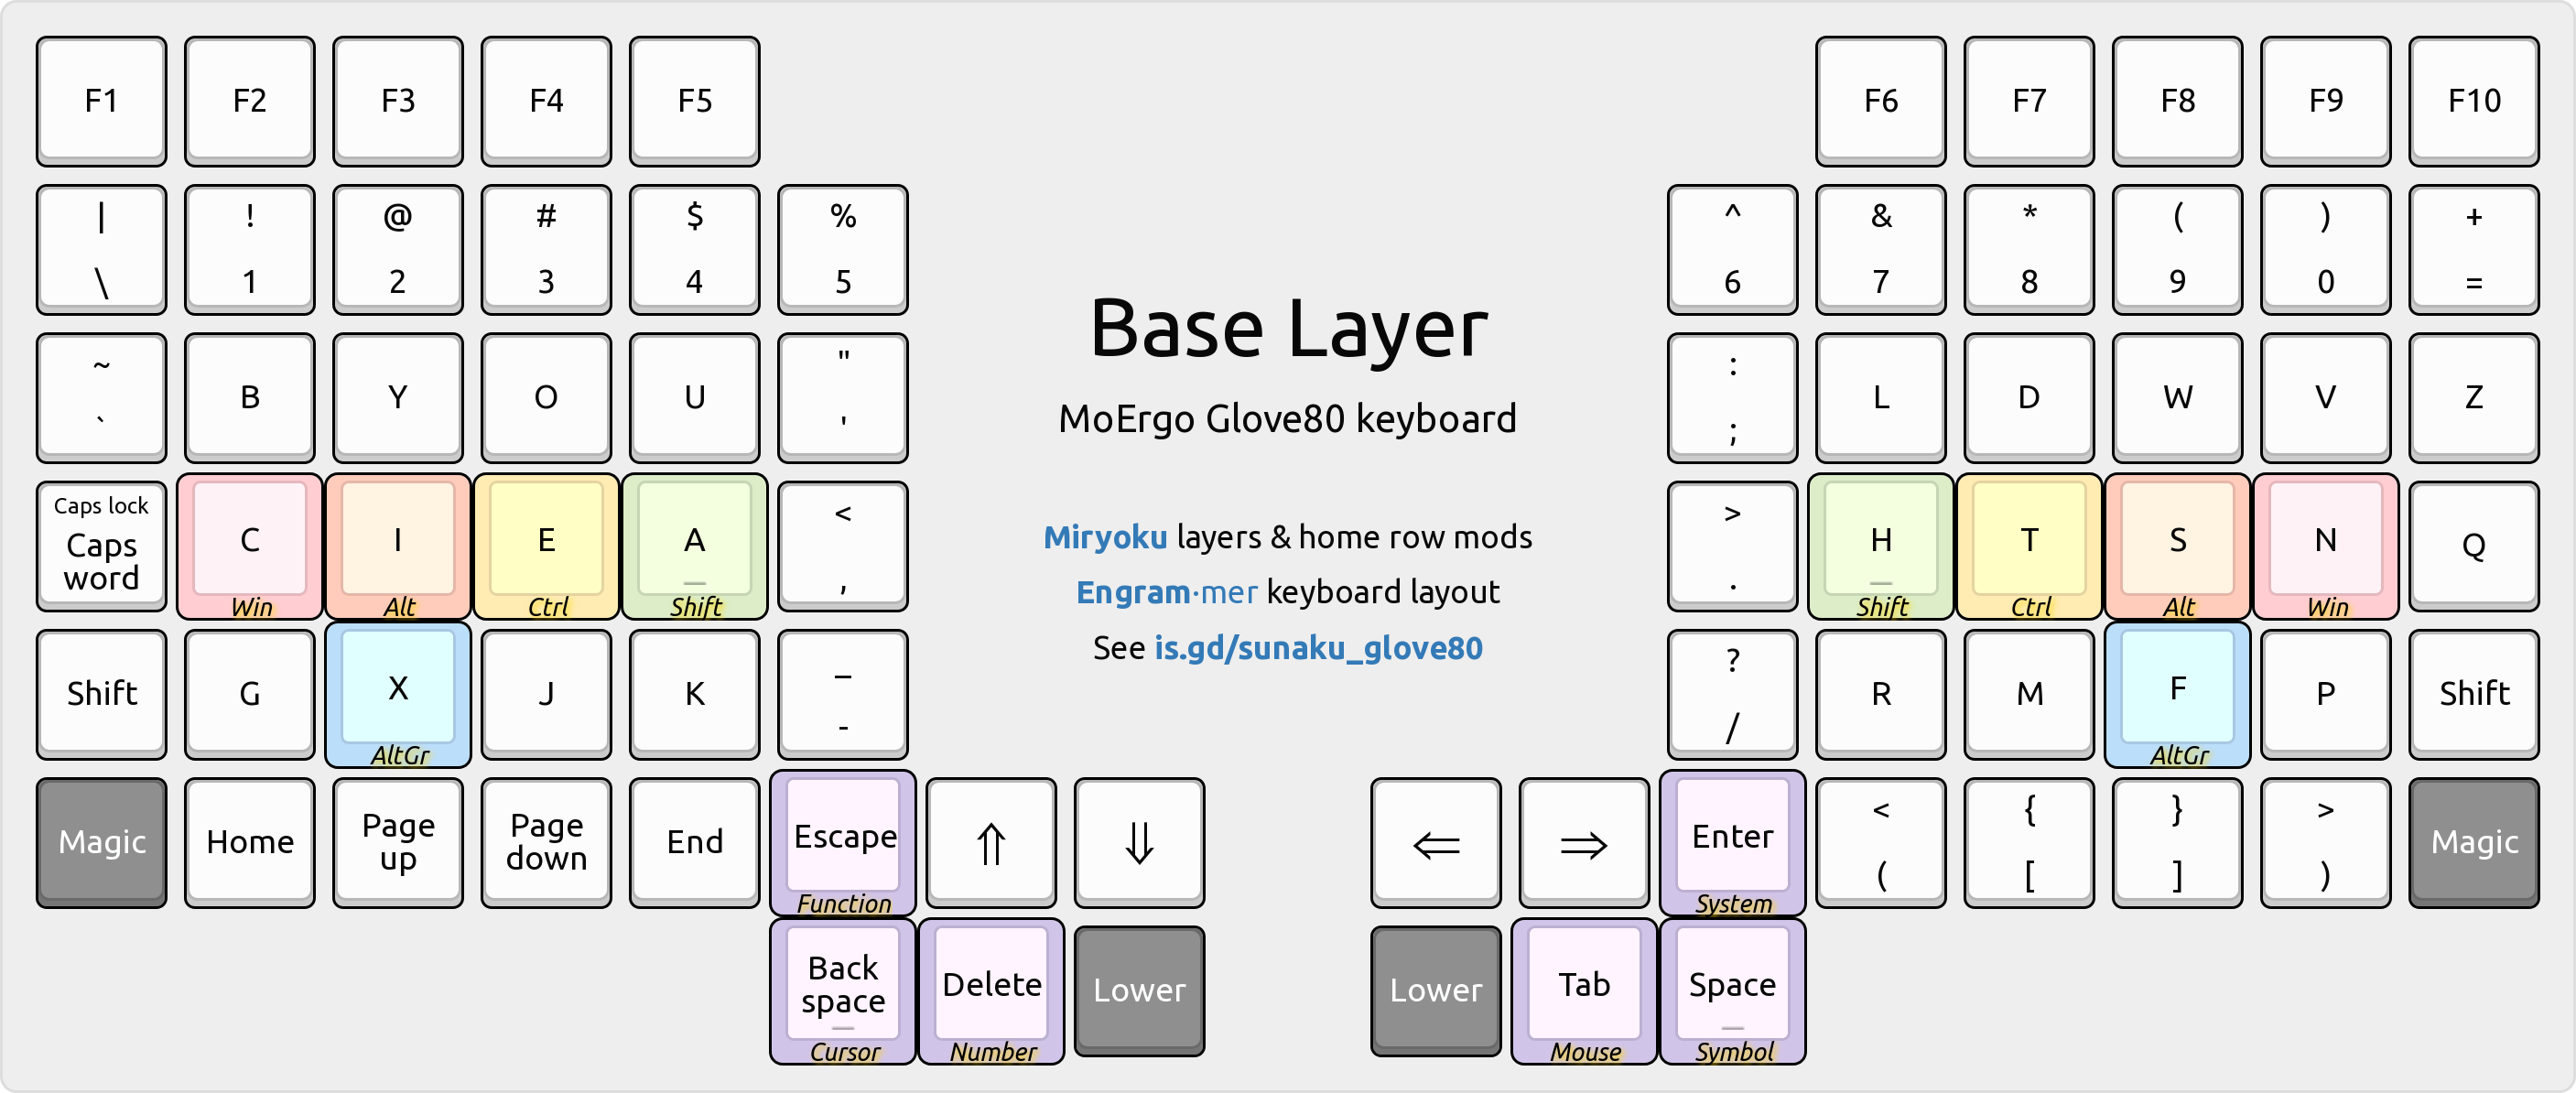 F1 F2 F3 F4 F5 F6 F7 F8 F9 F10
| ! @ # $ % ^ & * ( ) +
\ 1 2 3 4 5 6 7 8 9 0 =
Base Layer
~ " :
B Y O U L D W V Z
` ' ;
MoErgo Glove80 keyboard
Caps lock < >
Caps word C I E A H T S N Q
, .
Win Alt Ctrl Shift Shift Ctrl Alt Win
Miryoku layers & home row mods
Engram·mer keyboard layout
See is.gd/sunaku_glove80
_ ?
Shift G X J K R M F P Shift
- /
AltGr AltGr
< { } >
Magic Home Page up Page down End Escape ⇑ ⇓ ⇐ ⇒ Enter Magic
( [ ] )
Function System
Back space Delete Lower Lower Tab Space
Cursor Number Mouse Symbol